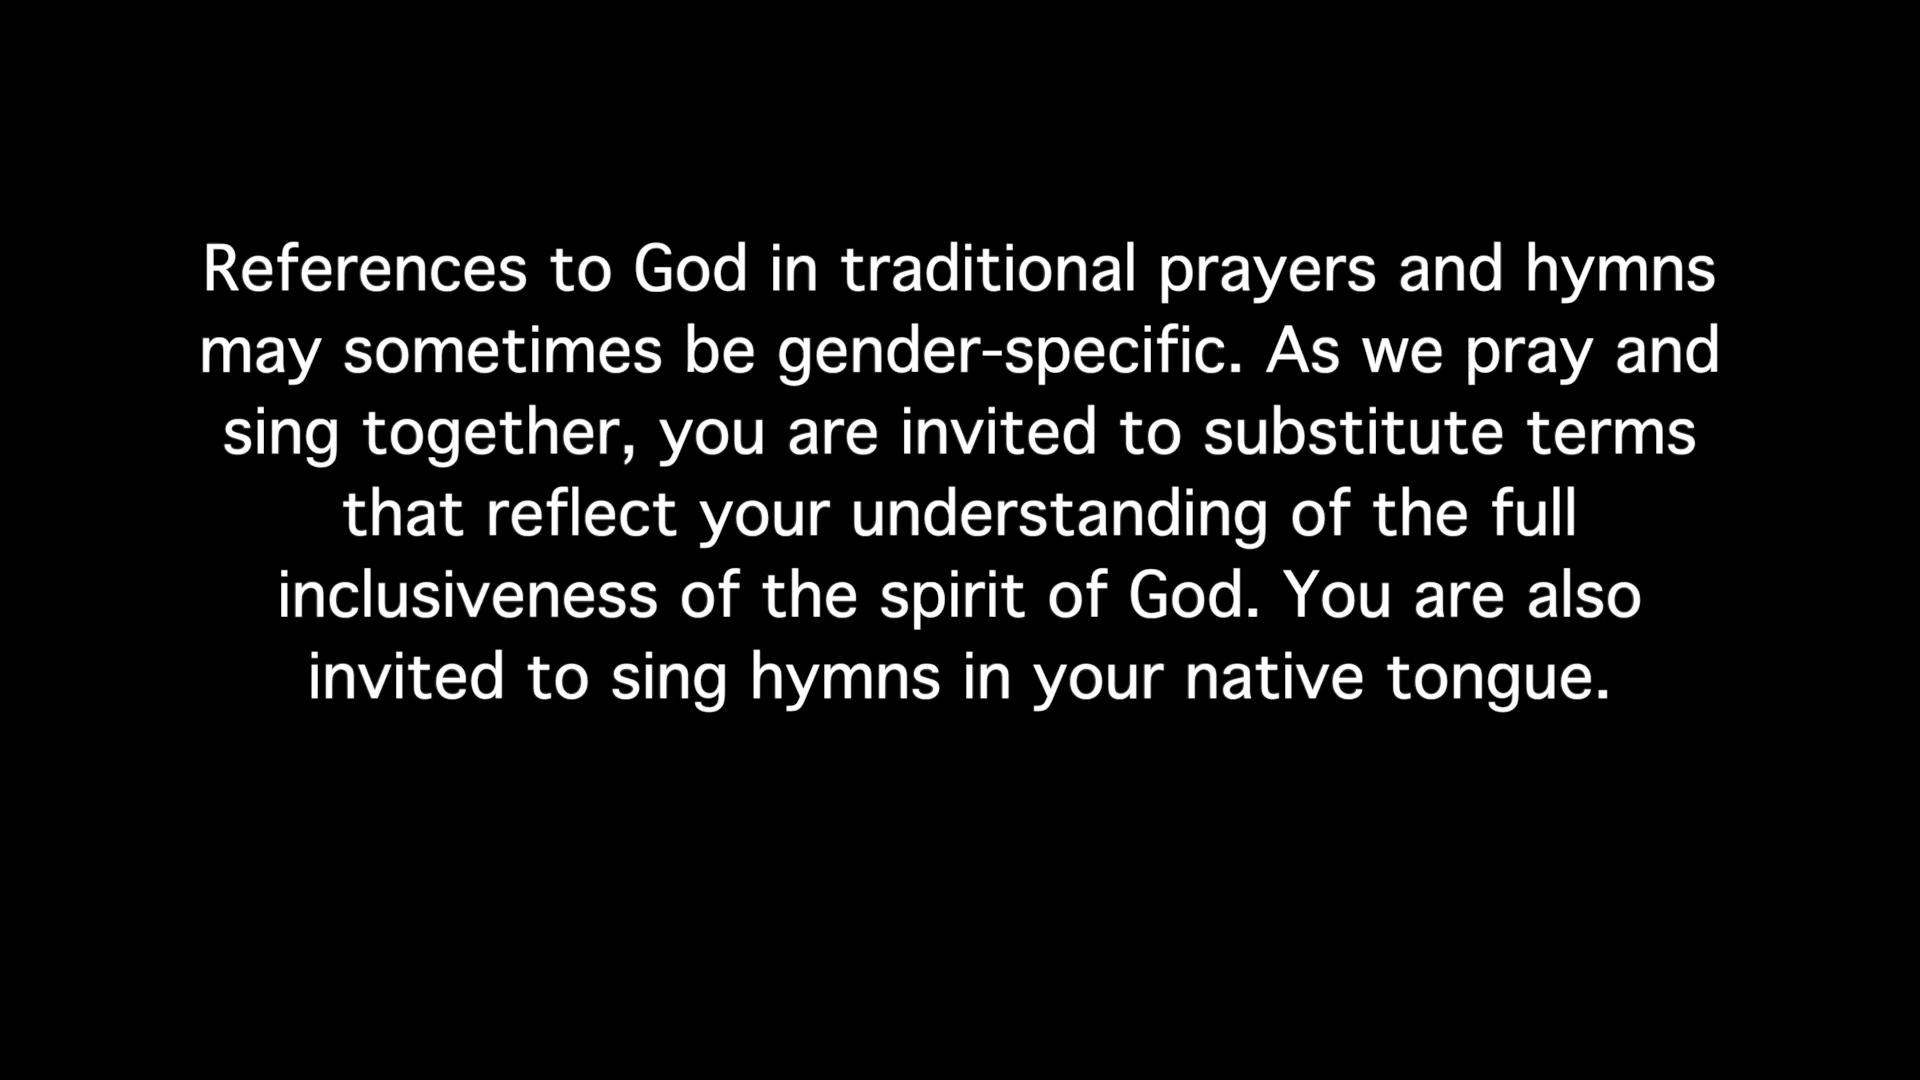 References to God in traditional prayers and hymns
may sometimes be gender-specific. As we pray and
sing together, you are invited to substitute terms
that reflect your understanding of the full
inclusiveness of the spirit of God. You are also
invited to sing hymns in your native tongue.